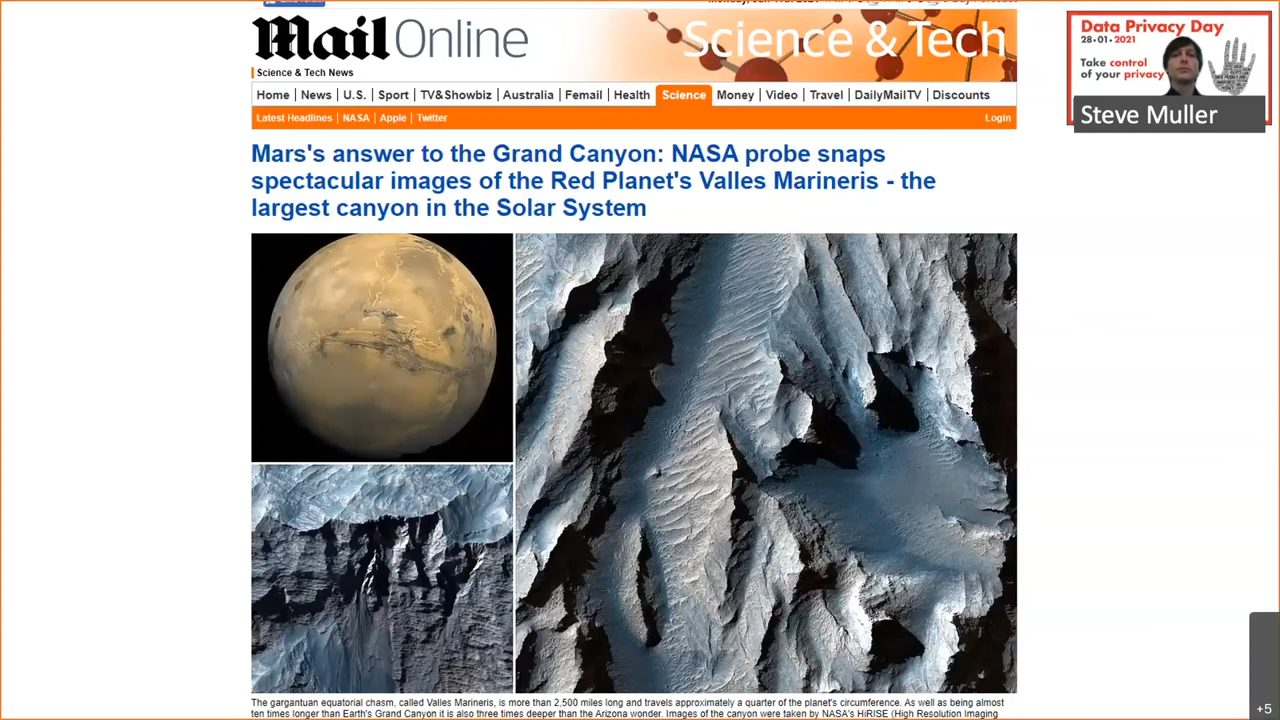 Mail Online
Science & Tech
Science & Tech News
Home News U.S. Sport TV&Showbiz Australia Femail Health Science Money Video Travel DailyMailTV Discounts
Latest Headlines NASA Apple Twitter Login
Mars's answer to the Grand Canyon: NASA probe snaps
spectacular images of the Red Planet's Valles Marineris - the
largest canyon in the Solar System
The gargantuan equatorial chasm, called Valles Marineris, is more than 2,500 miles long and travels approximately a quarter of the planet's circumference. As well as being almost
ten times longer than Earth's Grand Canyon it is also three times deeper than the Arizona wonder. Images of the canyon were taken by NASA's HiRISE (High Resolution Imaging
Data Privacy Day
28·01·2021
Take control
of your privacy
Steve Muller
+5